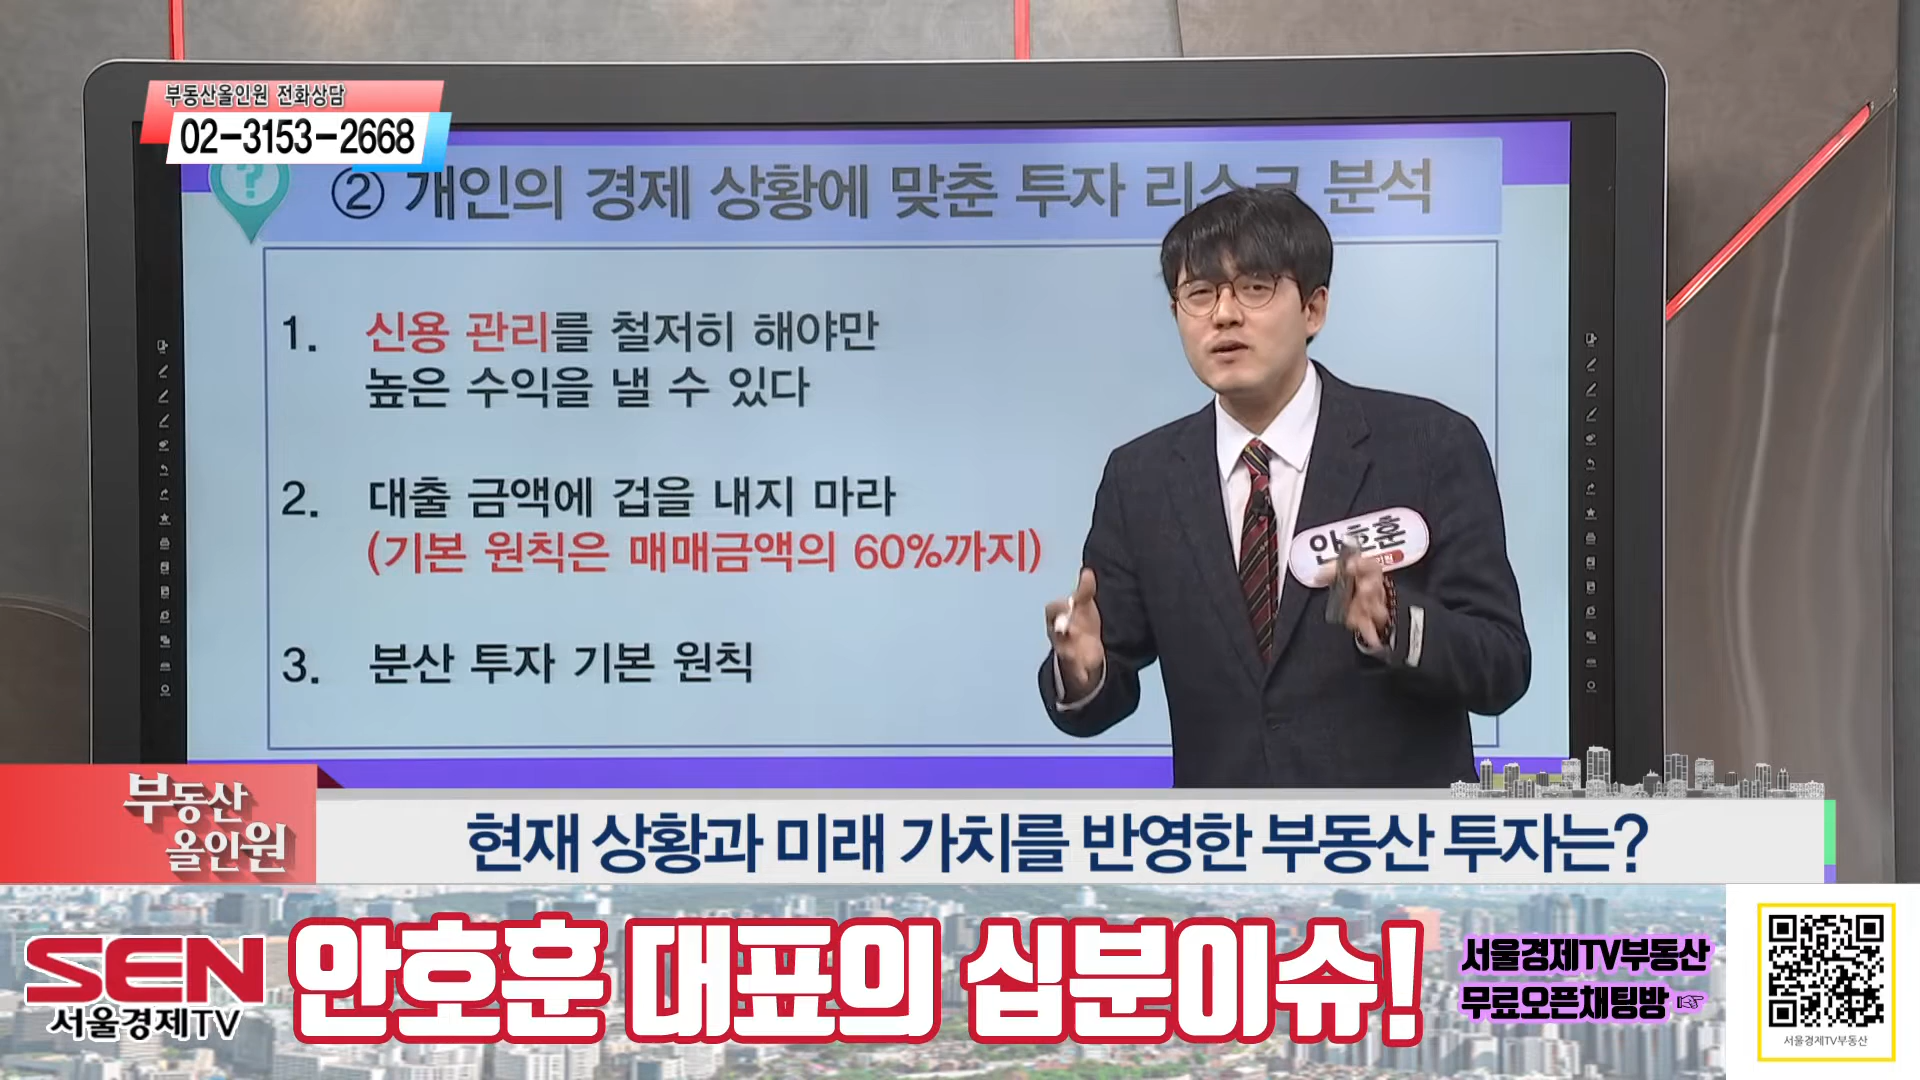 부동산올인원 전화상담
02-3153-2668
?
② 개인의 경제 상황에 맞춘 투자 리스크 분석
1. 신용 관리를 철저히 해야만
높은 수익을 낼 수 있다
2. 대출 금액에 겁을 내지 마라
(기본 원칙은 매매금액의 60%까지)
3. 분산 투자 기본 원칙
안호훈
부동산
올인원
현재 상황과 미래 가치를 반영한 부동산 투자는?
SEN
서울경제TV
안호훈 대표의 십분이슈!
서울경제TV부동산
무료오픈채팅방 ☞
서울경제TV부동산